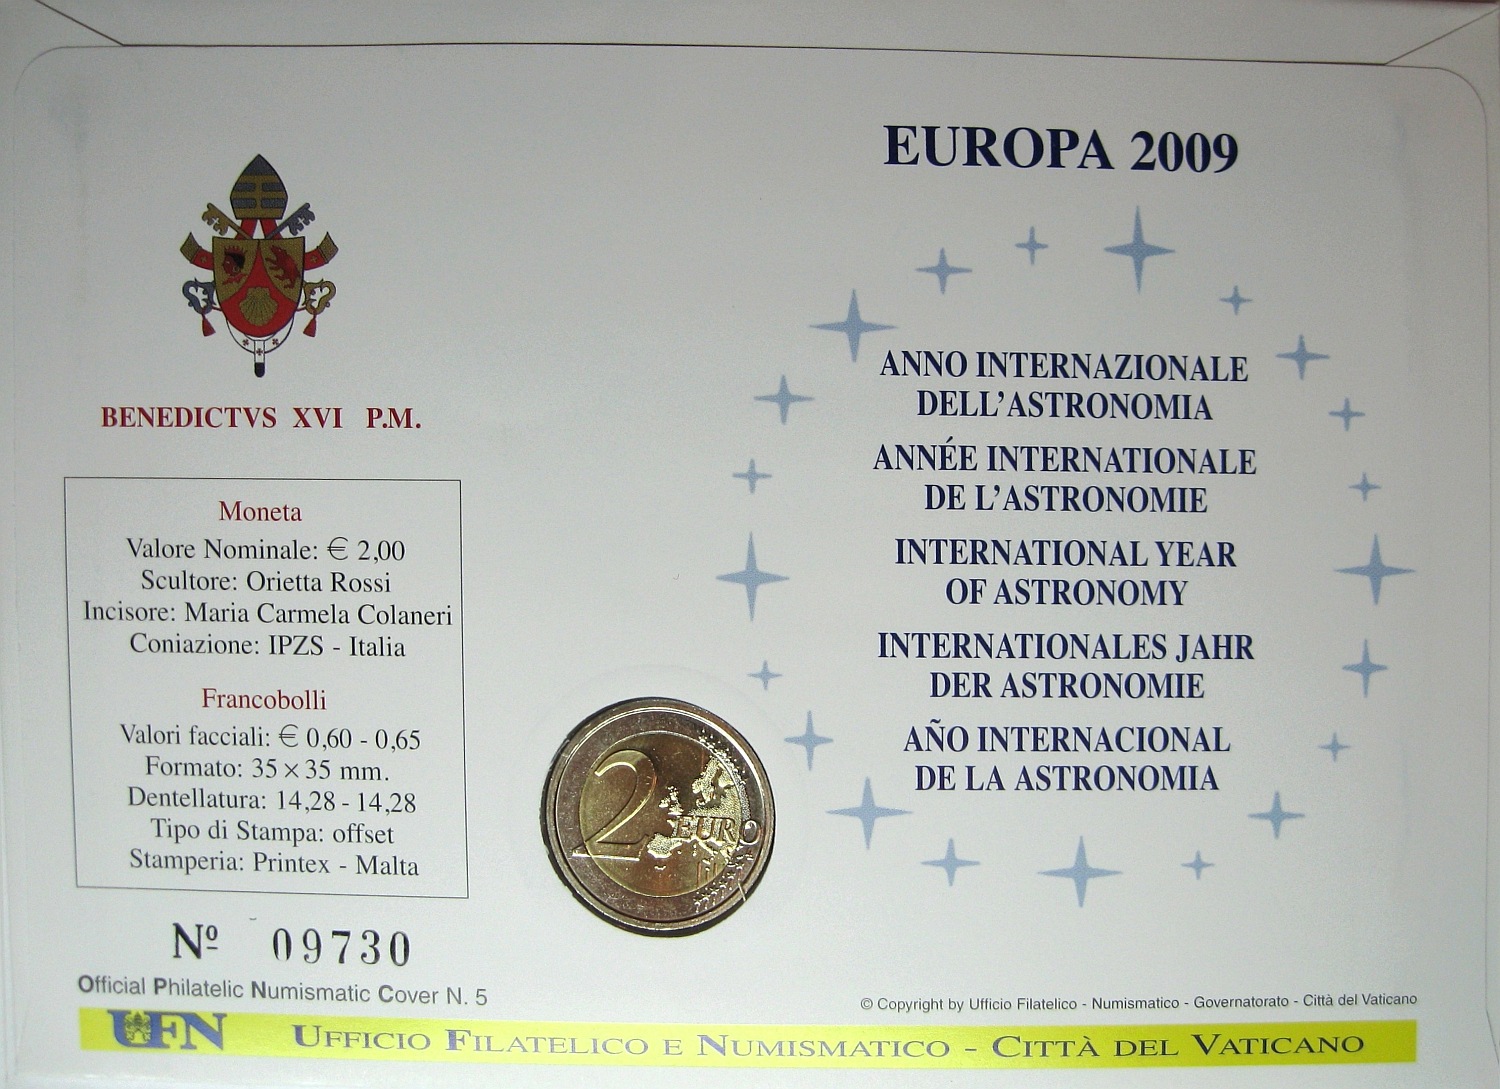 EUROPA 2009
ANNO INTERNAZIONALE
DELL'ASTRONOMIA
ANNÉE INTERNATIONALE
DE L'ASTRONOMIE
INTERNATIONAL YEAR
OF ASTRONOMY
INTERNATIONALES JAHR
DER ASTRONOMIE
AÑO INTERNACIONAL
DE LA ASTRONOMIA
BENEDICTVS XVI P.M.
Moneta
Valore Nominale: € 2,00
Scultore: Orietta Rossi
Incisore: Maria Carmela Colaneri
Coniazione: IPZS - Italia
Francobolli
Valori facciali: € 0,60 - 0,65
Formato: 35 × 35 mm.
Dentellatura: 14,28 - 14,28
Tipo di Stampa: offset
Stamperia: Printex - Malta
2 EURO
Nº 09730
Official Philatelic Numismatic Cover N. 5
© Copyright by Ufficio Filatelico - Numismatico - Governatorato - Città del Vaticano
UFN UFFICIO FILATELICO E NUMISMATICO - CITTÀ DEL VATICANO